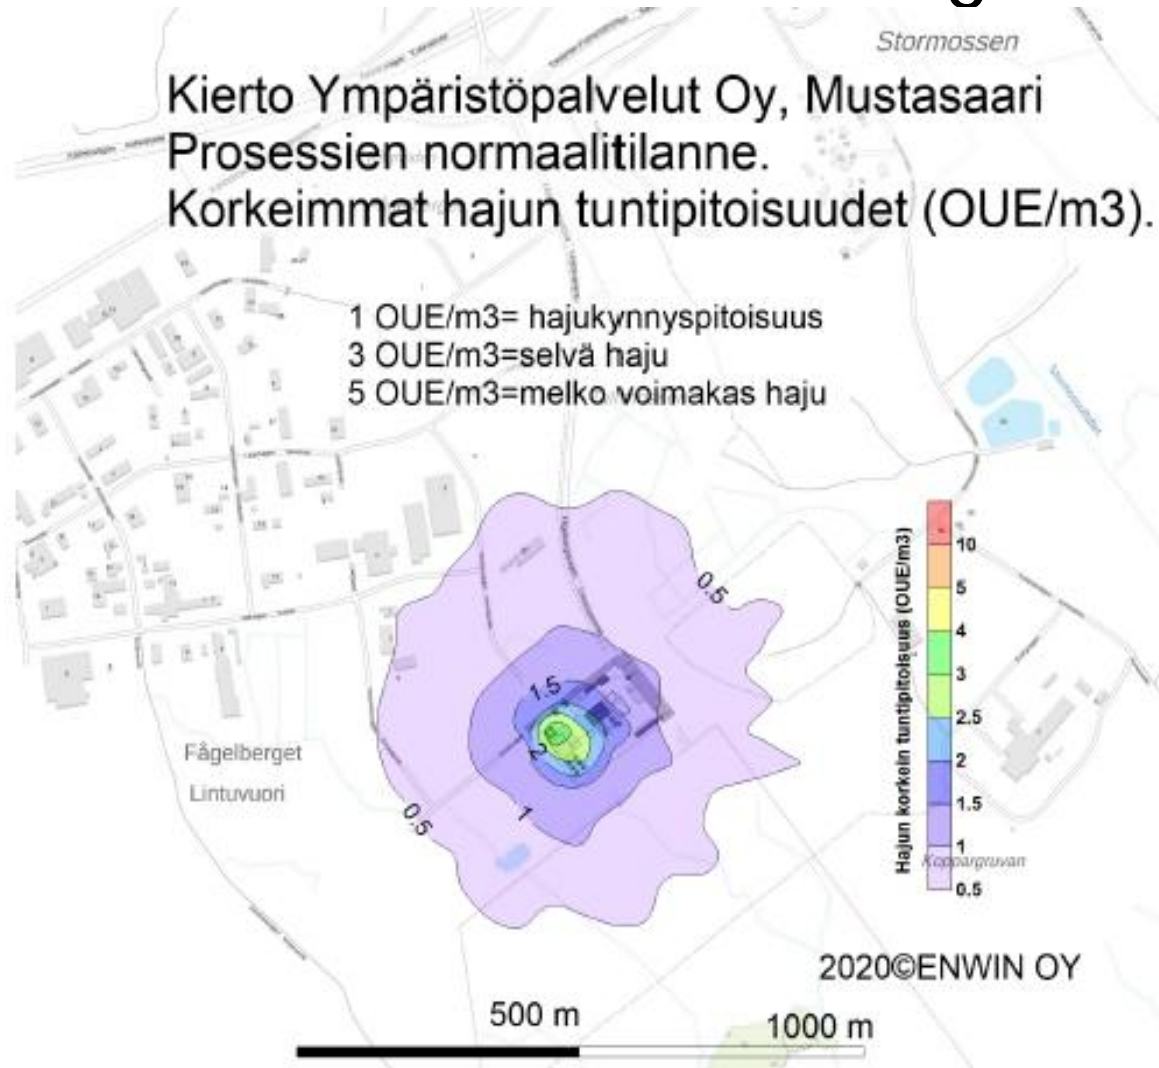 Stormossen
Kierto Ympäristöpalvelut Oy, Mustasaari
Prosessien normaalitilanne.
Korkeimmat hajun tuntipitoisuudet (OUE/m3).
1 OUE/m3= hajukynnyspitoisuus
3 OUE/m3=selvä haju
5 OUE/m3=melko voimakas haju
0.5
1.5
2
1
0.5
Fågelberget
Lintuvuori
Hajun korkein tuntipitoisuus (OUE/m3)
10
5
4
3
2.5
2
1.5
1
0.5
Koppargruvan
2020©ENWIN OY
500 m
1000 m